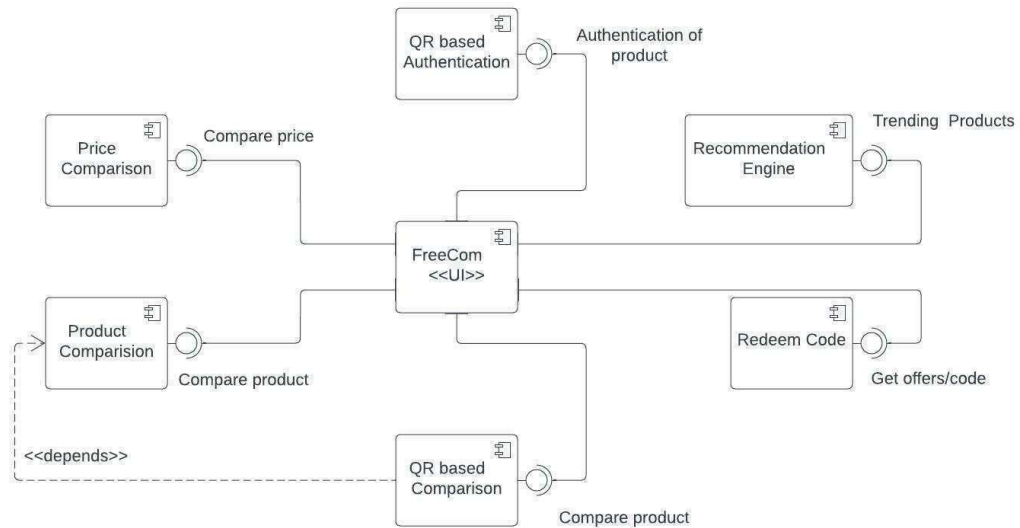 QR based
Authentication
Authentication of
product
Price
Comparison
Compare price
Recommendation
Engine
Trending Products
FreeCom
<<UI>>
Product
Comparision
Compare product
Redeem Code
Get offers/code
<<depends>>
QR based
Comparison
Compare product